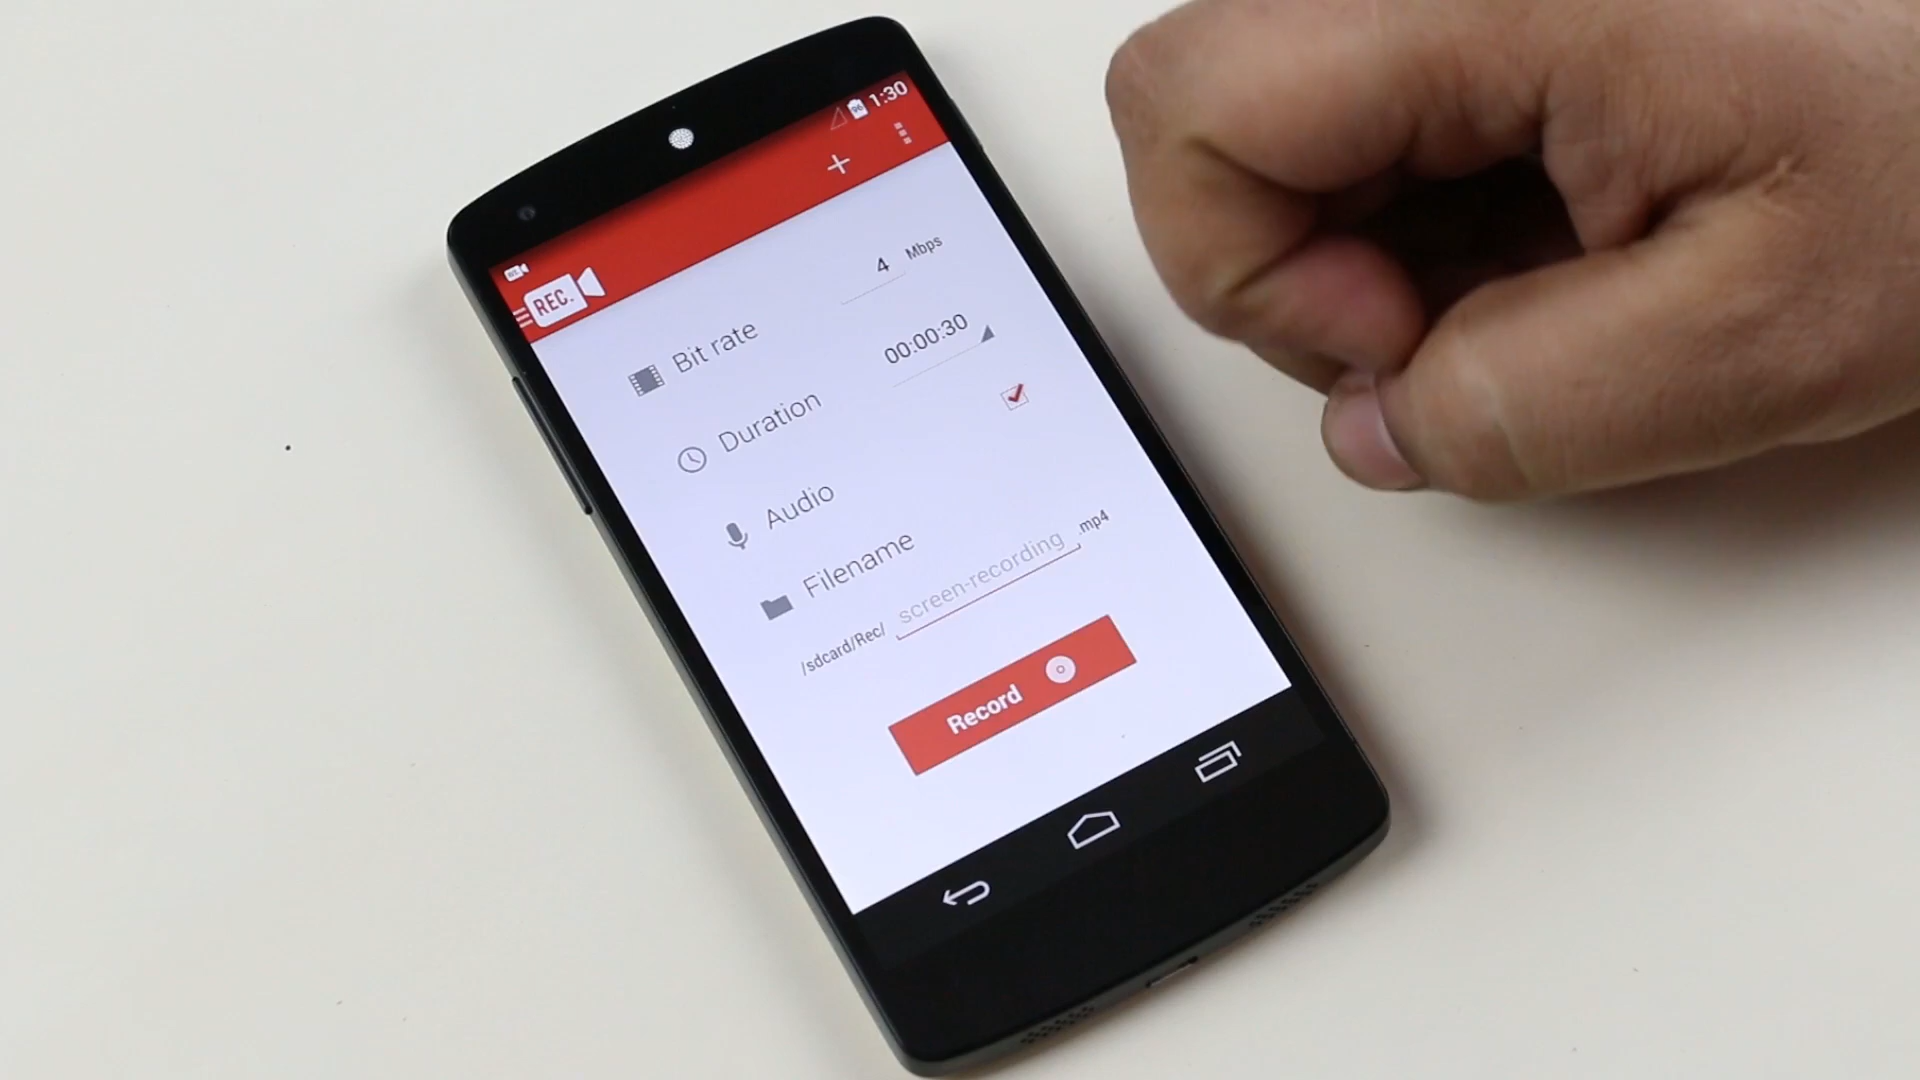 1:30
REC.
Bit rate
4 Mbps
Duration
00:00:30
Audio
Filename
/sdcard/Rec/ screen-recording .mp4
Record